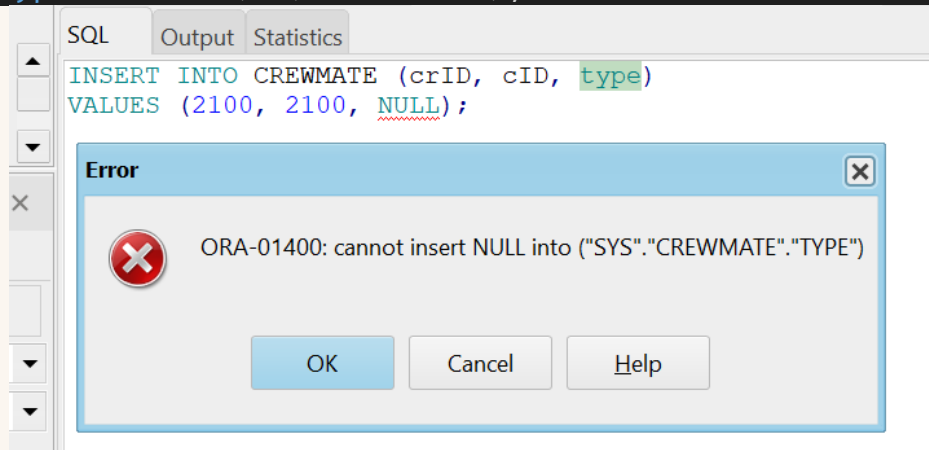 SQL Output Statistics
INSERT INTO CREWMATE (crID, cID, type)
VALUES (2100, 2100, NULL);
Error
ORA-01400: cannot insert NULL into ("SYS"."CREWMATE"."TYPE")
OK Cancel Help